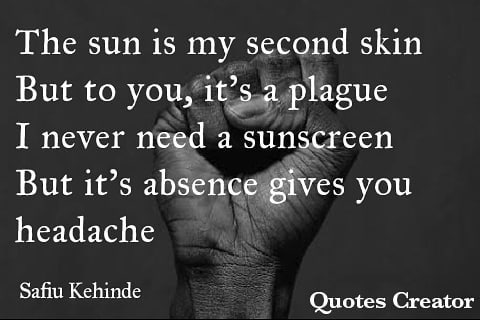 The sun is my second skin
But to you, it's a plague
I never need a sunscreen
But it's absence gives you
headache
Safiu Kehinde
Quotes Creator